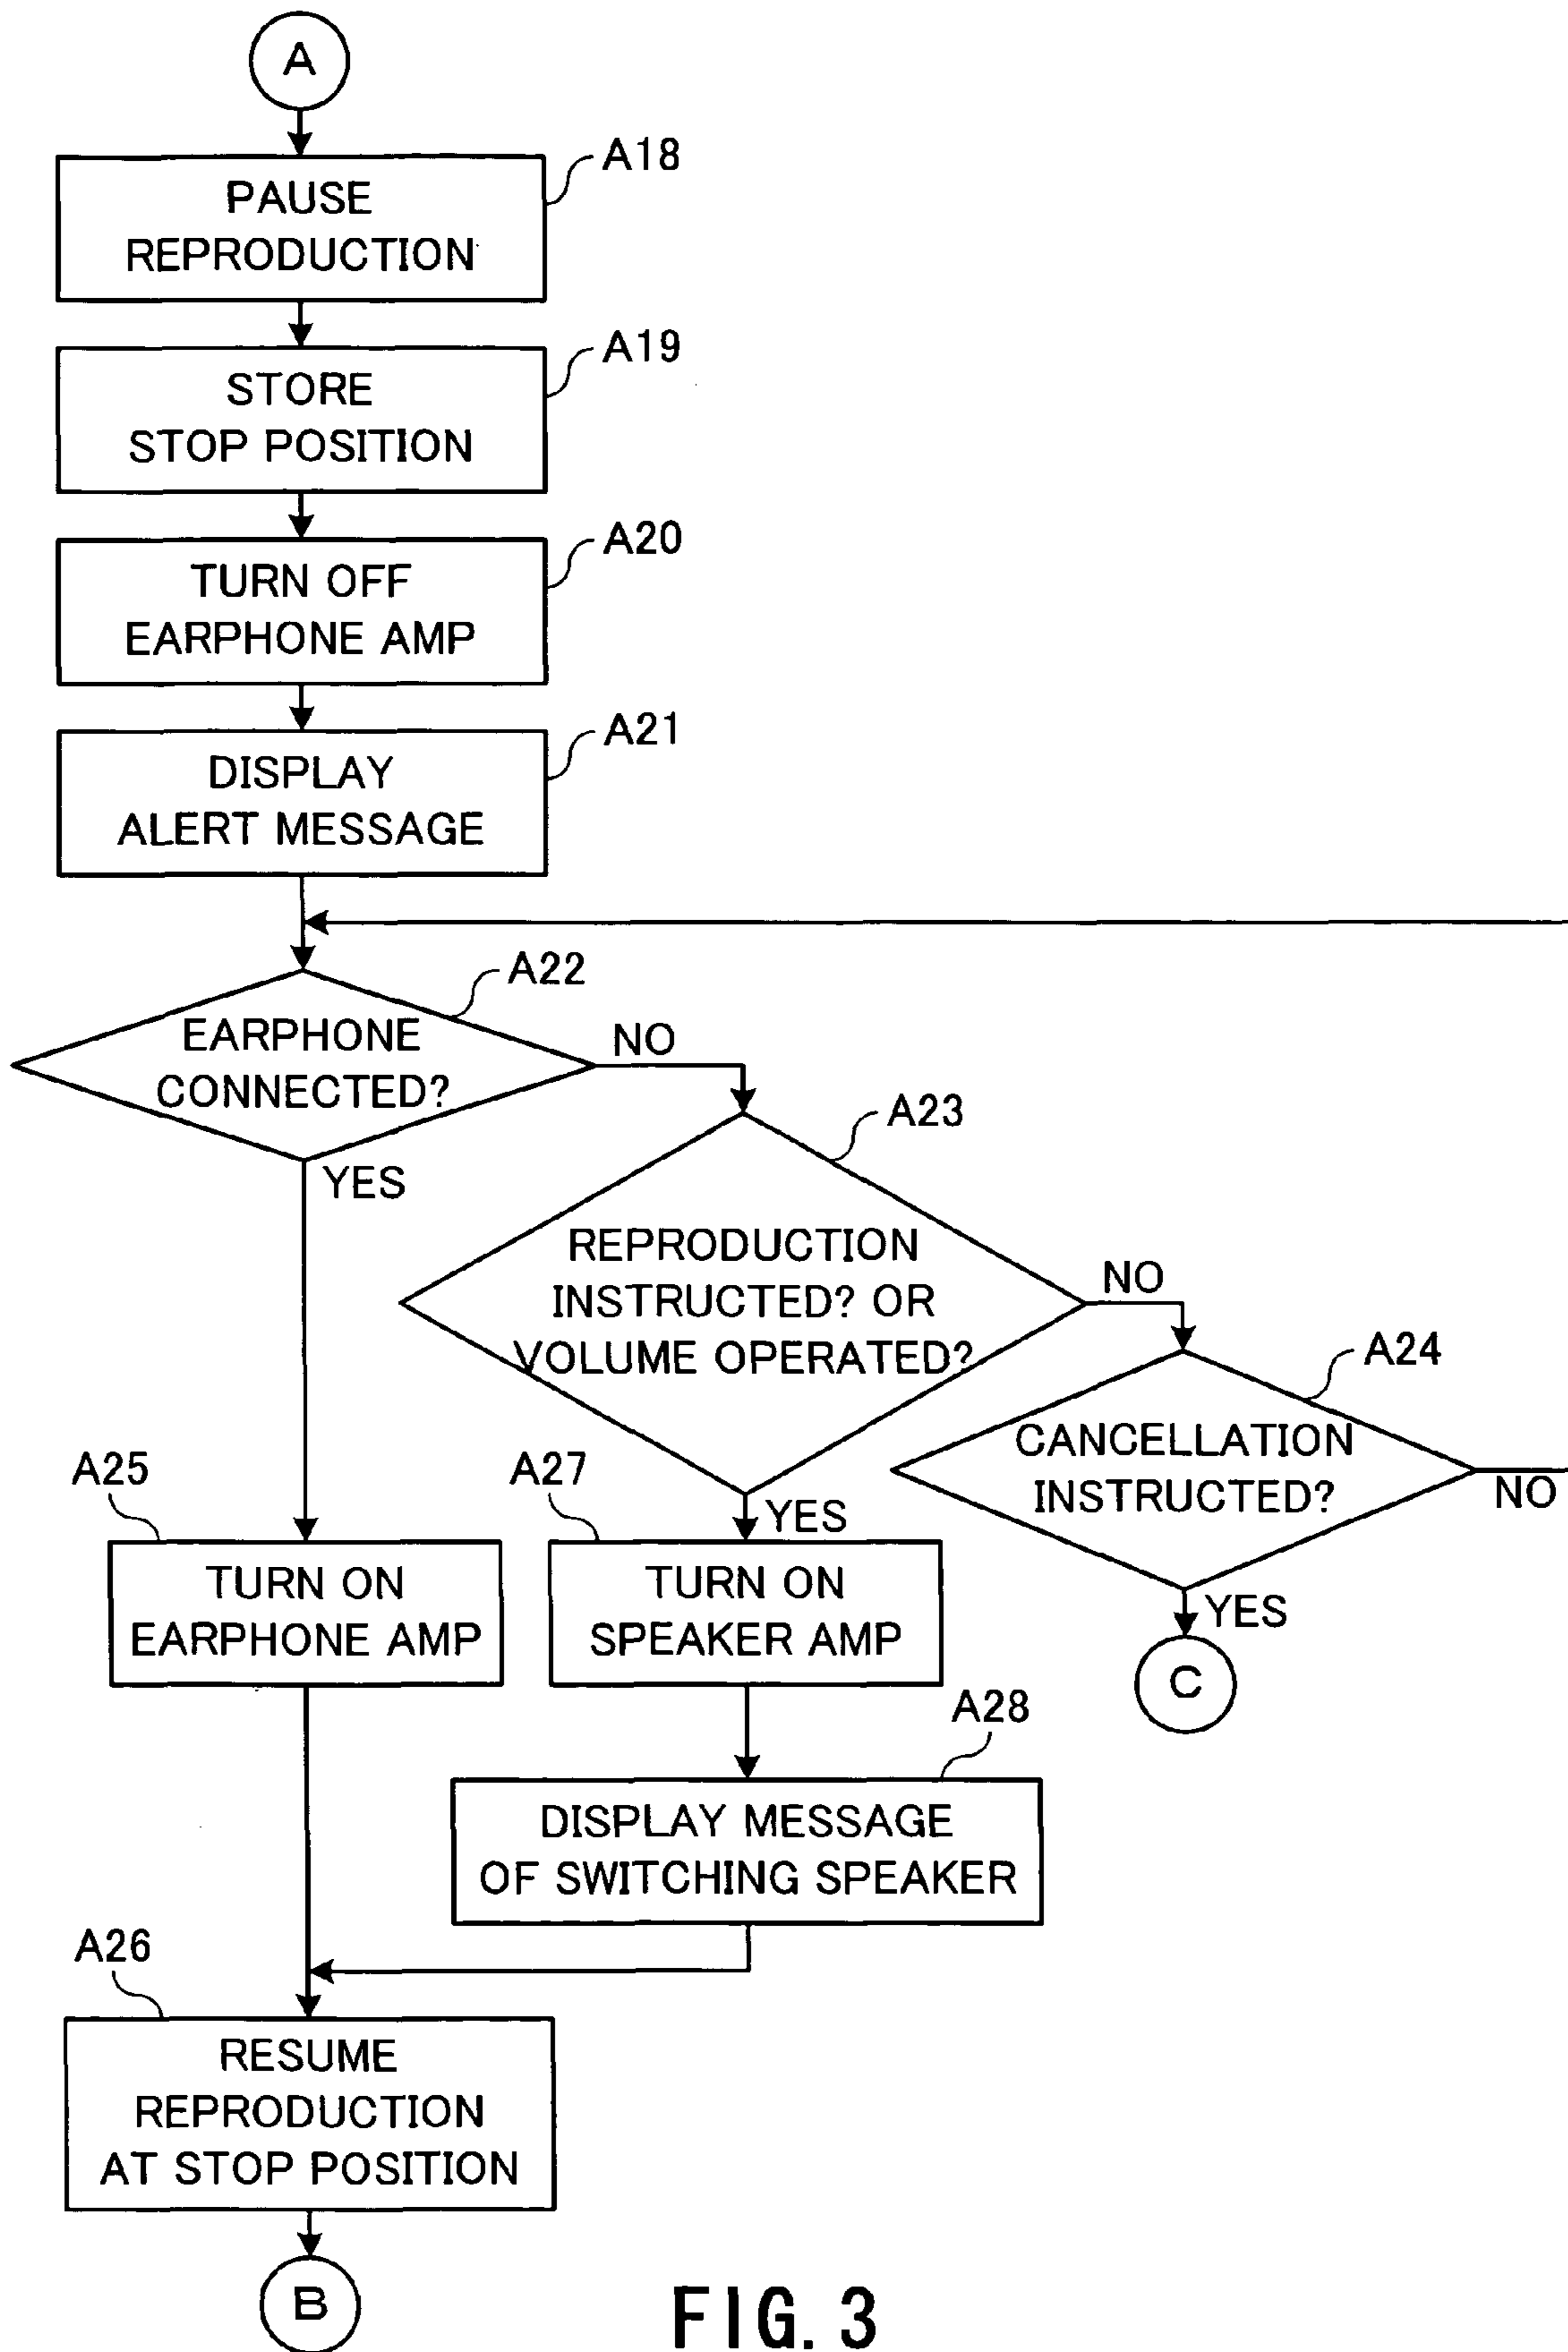 A
A18
PAUSE
REPRODUCTION
A19
STORE
STOP POSITION
A20
TURN OFF
EARPHONE AMP
A21
DISPLAY
ALERT MESSAGE
A22
EARPHONE
CONNECTED?
NO
YES
A23
REPRODUCTION
INSTRUCTED? OR
VOLUME OPERATED?
NO
YES
A24
CANCELLATION
INSTRUCTED?
NO
YES
C
A25
TURN ON
EARPHONE AMP
A27
TURN ON
SPEAKER AMP
A28
DISPLAY MESSAGE
OF SWITCHING SPEAKER
A26
RESUME
REPRODUCTION
AT STOP POSITION
B
FIG. 3